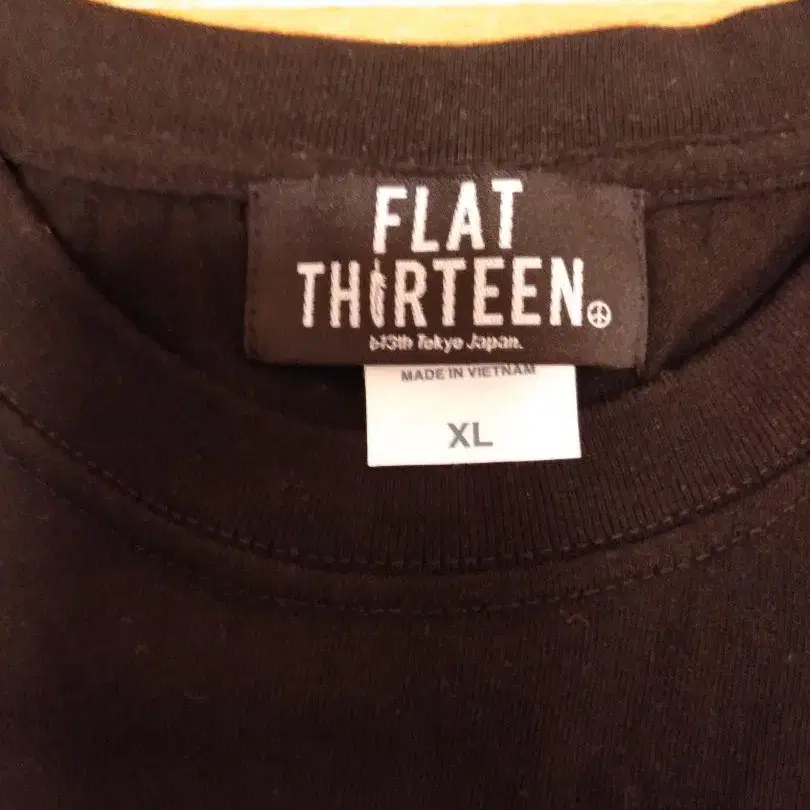 FLAT
THIRTEEN
b13th Tokyo Japan.
MADE IN VIETNAM
XL